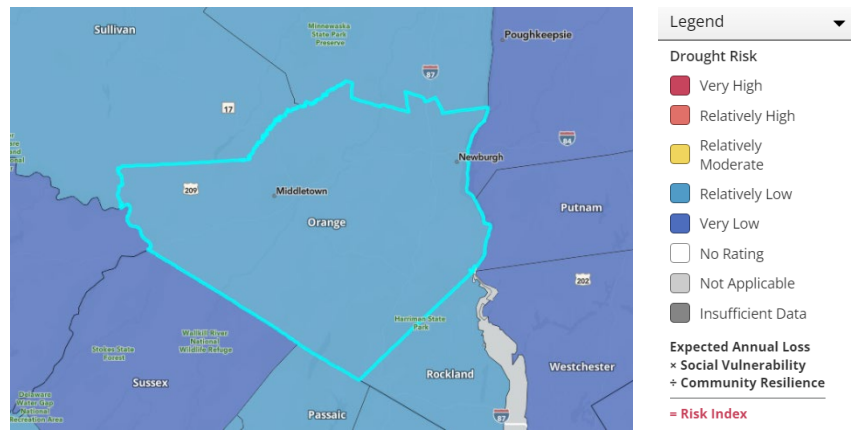 Sullivan
Minnewaska
State Park
Preserve
Poughkeepsie
87
17
84
Newburgh
209
Middletown
Orange
Putnam
202
Harriman State
Park
Wallkill River
National
Wildlife Refuge
Stokes State
Forest
Sussex
Rockland
Westchester
Delaware
Water Gap
National
Recreation Area
Passaic
87
Legend
Drought Risk
Very High
Relatively High
Relatively
Moderate
Relatively Low
Very Low
No Rating
Not Applicable
Insufficient Data
Expected Annual Loss
× Social Vulnerability
÷ Community Resilience
= Risk Index